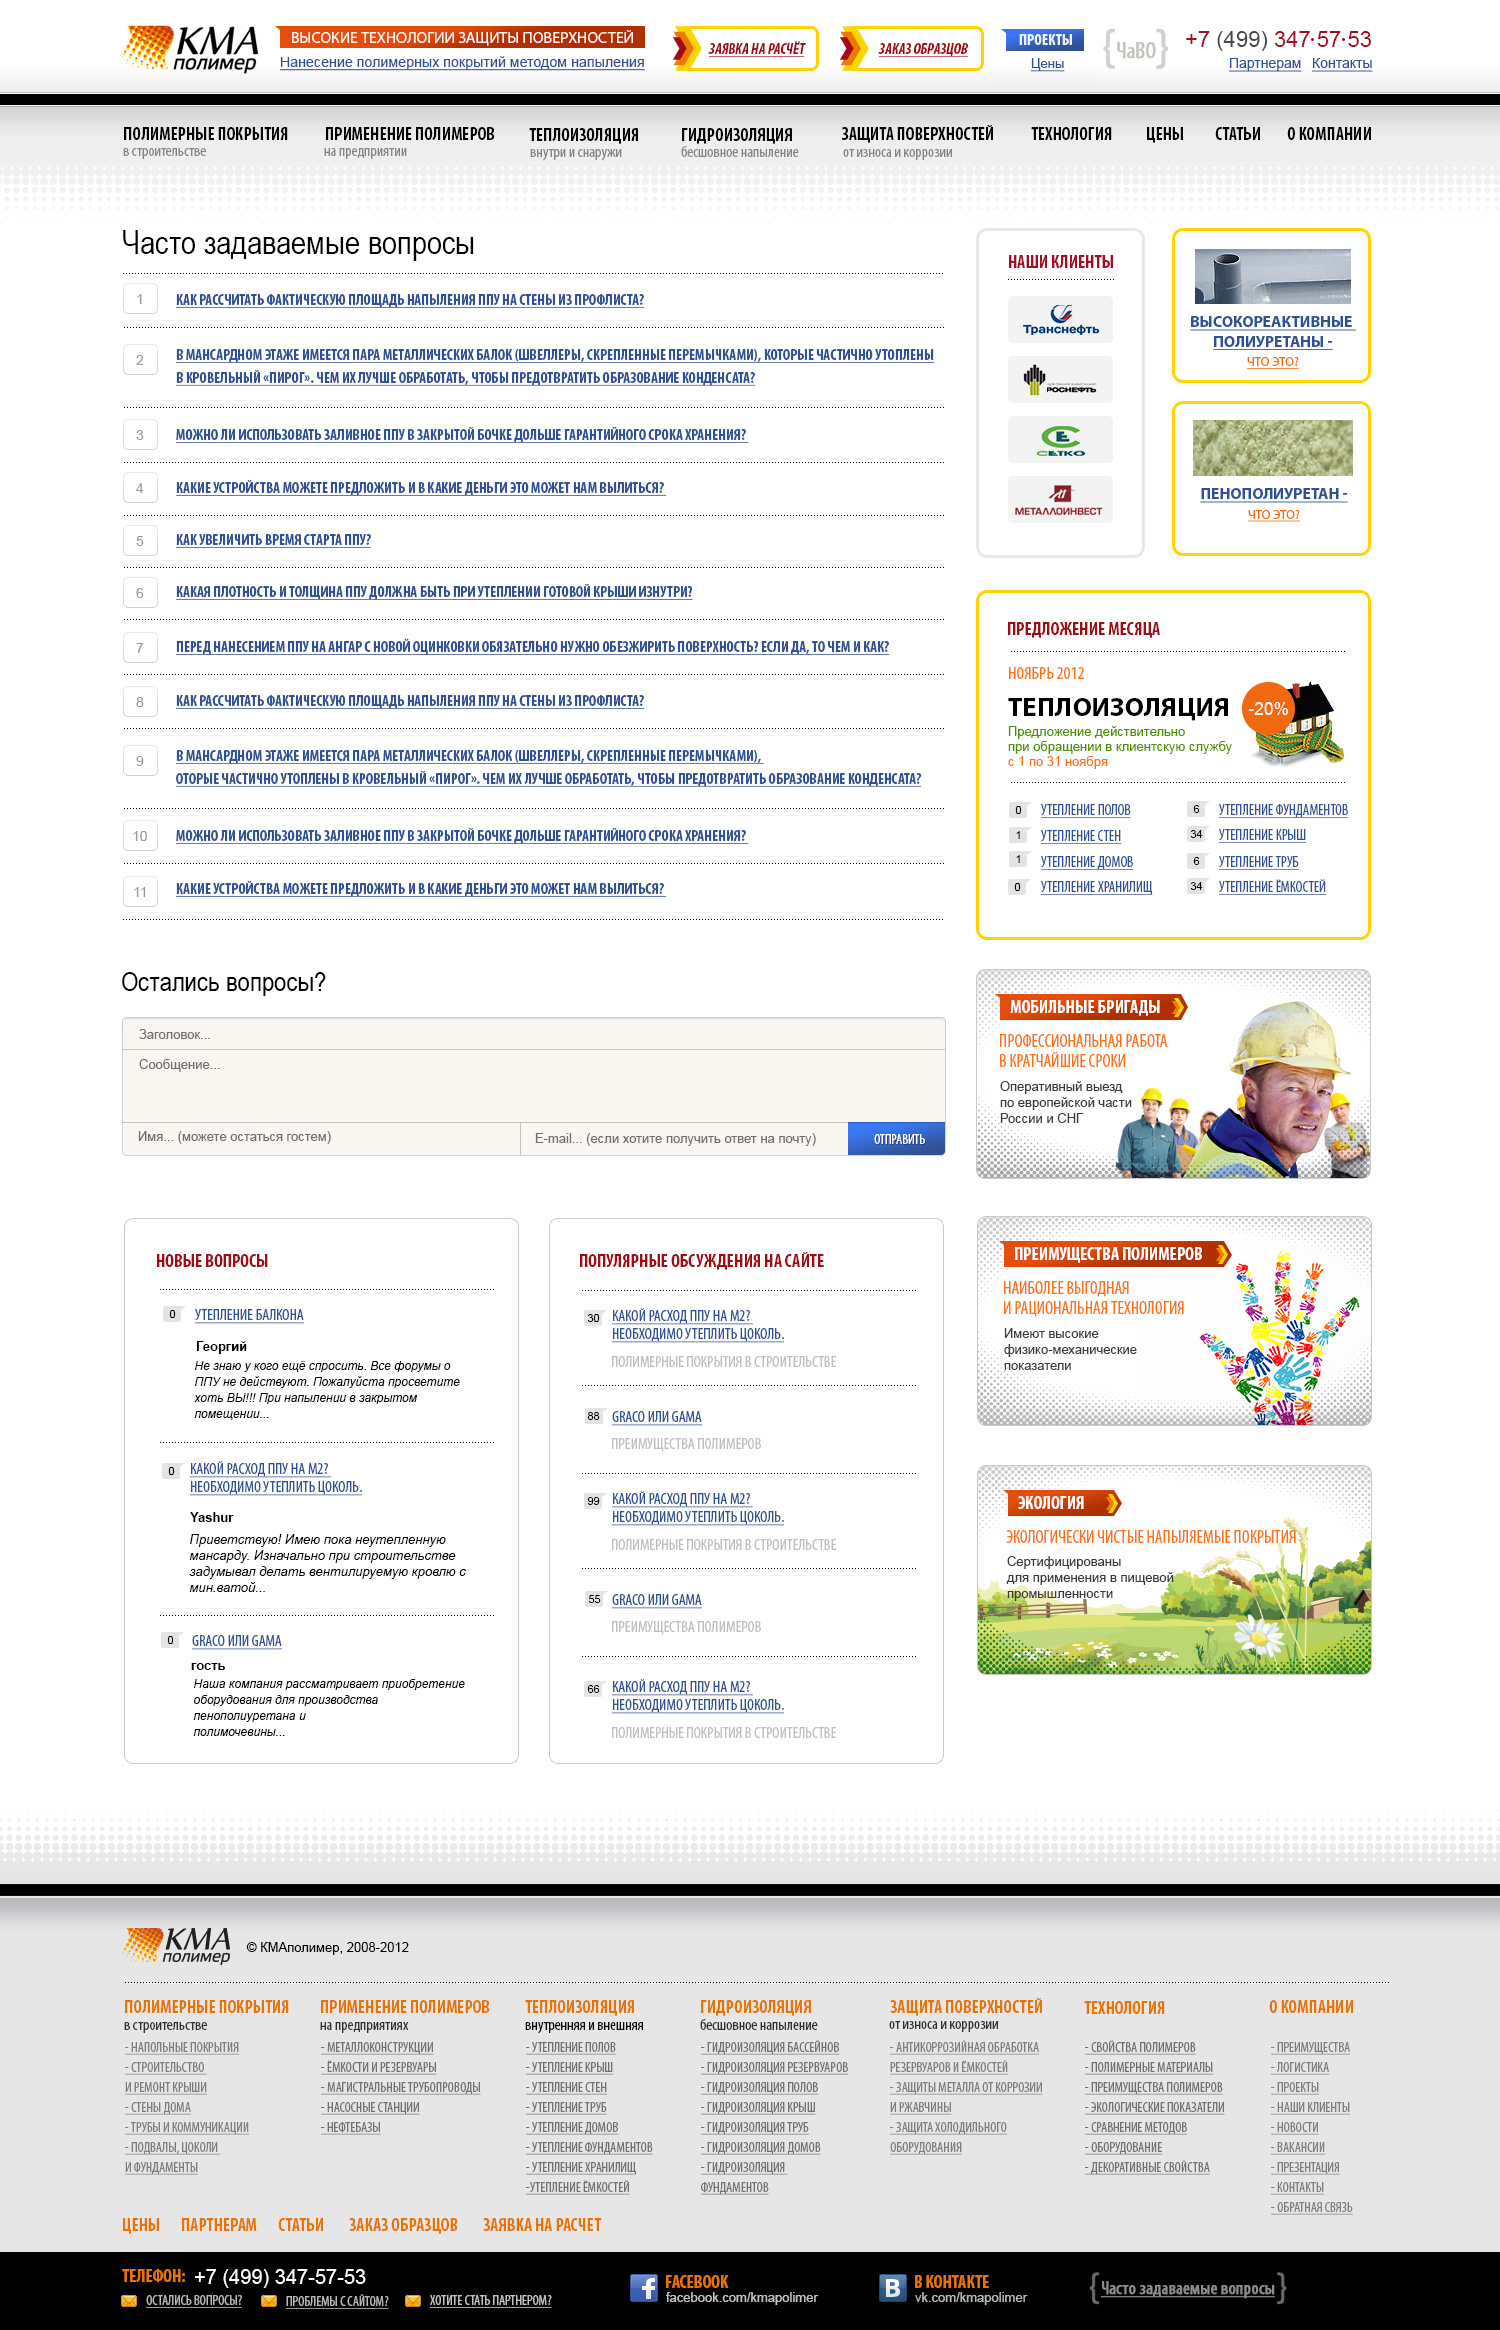 КМА
полимер
ВЫСОКИЕ ТЕХНОЛОГИИ ЗАЩИТЫ ПОВЕРХНОСТЕЙ
Нанесение полимерных покрытий методом напыления
ЗАЯВКА НА РАСЧЁТ
ЗАКАЗ ОБРАЗЦОВ
ПРОЕКТЫ
Цены
{ЧаВО}
+7 (499) 347·57·53
Партнерам Контакты
ПОЛИМЕРНЫЕ ПОКРЫТИЯ
в строительстве
ПРИМЕНЕНИЕ ПОЛИМЕРОВ
на предприятии
ТЕПЛОИЗОЛЯЦИЯ
внутри и снаружи
ГИДРОИЗОЛЯЦИЯ
бесшовное напыление
ЗАЩИТА ПОВЕРХНОСТЕЙ
от износа и коррозии
ТЕХНОЛОГИЯ
ЦЕНЫ
СТАТЬИ
О КОМПАНИИ
Часто задаваемые вопросы
1 КАК РАССЧИТАТЬ ФАКТИЧЕСКУЮ ПЛОЩАДЬ НАПЫЛЕНИЯ ППУ НА СТЕНЫ ИЗ ПРОФЛИСТА?
2 В МАНСАРДНОМ ЭТАЖЕ ИМЕЕТСЯ ПАРА МЕТАЛЛИЧЕСКИХ БАЛОК (ШВЕЛЛЕРЫ, СКРЕПЛЕННЫЕ ПЕРЕМЫЧКАМИ), КОТОРЫЕ ЧАСТИЧНО УТОПЛЕНЫ
В КРОВЕЛЬНЫЙ «ПИРОГ». ЧЕМ ИХ ЛУЧШЕ ОБРАБОТАТЬ, ЧТОБЫ ПРЕДОТВРАТИТЬ ОБРАЗОВАНИЕ КОНДЕНСАТА?
3 МОЖНО ЛИ ИСПОЛЬЗОВАТЬ ЗАЛИВНОЕ ППУ В ЗАКРЫТОЙ БОЧКЕ ДОЛЬШЕ ГАРАНТИЙНОГО СРОКА ХРАНЕНИЯ?
4 КАКИЕ УСТРОЙСТВА МОЖЕТЕ ПРЕДЛОЖИТЬ И В КАКИЕ ДЕНЬГИ ЭТО МОЖЕТ НАМ ВЫЛИТЬСЯ?
5 КАК УВЕЛИЧИТЬ ВРЕМЯ СТАРТА ППУ?
6 КАКАЯ ПЛОТНОСТЬ И ТОЛЩИНА ППУ ДОЛЖНА БЫТЬ ПРИ УТЕПЛЕНИИ ГОТОВОЙ КРЫШИ ИЗНУТРИ?
7 ПЕРЕД НАНЕСЕНИЕМ ППУ НА АНГАР С НОВОЙ ОЦИНКОВКИ ОБЯЗАТЕЛЬНО НУЖНО ОБЕЗЖИРИТЬ ПОВЕРХНОСТЬ? ЕСЛИ ДА, ТО ЧЕМ И КАК?
8 КАК РАССЧИТАТЬ ФАКТИЧЕСКУЮ ПЛОЩАДЬ НАПЫЛЕНИЯ ППУ НА СТЕНЫ ИЗ ПРОФЛИСТА?
9 В МАНСАРДНОМ ЭТАЖЕ ИМЕЕТСЯ ПАРА МЕТАЛЛИЧЕСКИХ БАЛОК (ШВЕЛЛЕРЫ, СКРЕПЛЕННЫЕ ПЕРЕМЫЧКАМИ),
ОТОРЫЕ ЧАСТИЧНО УТОПЛЕНЫ В КРОВЕЛЬНЫЙ «ПИРОГ». ЧЕМ ИХ ЛУЧШЕ ОБРАБОТАТЬ, ЧТОБЫ ПРЕДОТВРАТИТЬ ОБРАЗОВАНИЕ КОНДЕНСАТА?
10 МОЖНО ЛИ ИСПОЛЬЗОВАТЬ ЗАЛИВНОЕ ППУ В ЗАКРЫТОЙ БОЧКЕ ДОЛЬШЕ ГАРАНТИЙНОГО СРОКА ХРАНЕНИЯ?
11 КАКИЕ УСТРОЙСТВА МОЖЕТЕ ПРЕДЛОЖИТЬ И В КАКИЕ ДЕНЬГИ ЭТО МОЖЕТ НАМ ВЫЛИТЬСЯ?
НАШИ КЛИЕНТЫ
Транснефть
РОСНЕФТЬ
СЕТКО
МЕТАЛЛОИНВЕСТ
ВЫСОКОРЕАКТИВНЫЕ
ПОЛИУРЕТАНЫ -
ЧТО ЭТО?
ПЕНОПОЛИУРЕТАН -
ЧТО ЭТО?
ПРЕДЛОЖЕНИЕ МЕСЯЦА
НОЯБРЬ 2012
ТЕПЛОИЗОЛЯЦИЯ
-20%
Предложение действительно
при обращении в клиентскую службу
с 1 по 31 ноября
0 УТЕПЛЕНИЕ ПОЛОВ
1 УТЕПЛЕНИЕ СТЕН
1 УТЕПЛЕНИЕ ДОМОВ
0 УТЕПЛЕНИЕ ХРАНИЛИЩ
6 УТЕПЛЕНИЕ ФУНДАМЕНТОВ
34 УТЕПЛЕНИЕ КРЫШ
6 УТЕПЛЕНИЕ ТРУБ
34 УТЕПЛЕНИЕ ЁМКОСТЕЙ
Остались вопросы?
Заголовок...
Сообщение...
Имя... (можете остаться гостем)
E-mail... (если хотите получить ответ на почту)
ОТПРАВИТЬ
МОБИЛЬНЫЕ БРИГАДЫ
ПРОФЕССИОНАЛЬНАЯ РАБОТА
В КРАТЧАЙШИЕ СРОКИ
Оперативный выезд
по европейской части
России и СНГ
НОВЫЕ ВОПРОСЫ
0 УТЕПЛЕНИЕ БАЛКОНА
Георгий
Не знаю у кого ещё спросить. Все форумы о
ППУ не действуют. Пожалуйста просветите
хоть ВЫ!!! При напылении в закрытом
помещении...
0 КАКОЙ РАСХОД ППУ НА М2?
НЕОБХОДИМО УТЕПЛИТЬ ЦОКОЛЬ.
Yashur
Приветствую! Имею пока неутепленную
мансарду. Изначально при строительстве
задумывал делать вентилируемую кровлю с
мин.ватой...
0 GRACO ИЛИ GAMA
гость
Наша компания рассматривает приобретение
оборудования для производства
пенополиуретана и
полимочевины...
ПОПУЛЯРНЫЕ ОБСУЖДЕНИЯ НА САЙТЕ
30 КАКОЙ РАСХОД ППУ НА М2?
НЕОБХОДИМО УТЕПЛИТЬ ЦОКОЛЬ.
ПОЛИМЕРНЫЕ ПОКРЫТИЯ В СТРОИТЕЛЬСТВЕ
88 GRACO ИЛИ GAMA
ПРЕИМУЩЕСТВА ПОЛИМЕРОВ
99 КАКОЙ РАСХОД ППУ НА М2?
НЕОБХОДИМО УТЕПЛИТЬ ЦОКОЛЬ.
ПОЛИМЕРНЫЕ ПОКРЫТИЯ В СТРОИТЕЛЬСТВЕ
55 GRACO ИЛИ GAMA
ПРЕИМУЩЕСТВА ПОЛИМЕРОВ
66 КАКОЙ РАСХОД ППУ НА М2?
НЕОБХОДИМО УТЕПЛИТЬ ЦОКОЛЬ.
ПОЛИМЕРНЫЕ ПОКРЫТИЯ В СТРОИТЕЛЬСТВЕ
ПРЕИМУЩЕСТВА ПОЛИМЕРОВ
НАИБОЛЕЕ ВЫГОДНАЯ
И РАЦИОНАЛЬНАЯ ТЕХНОЛОГИЯ
Имеют высокие
физико-механические
показатели
ЭКОЛОГИЯ
ЭКОЛОГИЧЕСКИ ЧИСТЫЕ НАПЫЛЯЕМЫЕ ПОКРЫТИЯ
Сертифицированы
для применения в пищевой
промышленности
КМА
полимер
© КМАполимер, 2008-2012
ПОЛИМЕРНЫЕ ПОКРЫТИЯ
в строительстве
- НАПОЛЬНЫЕ ПОКРЫТИЯ
- СТРОИТЕЛЬСТВО
И РЕМОНТ КРЫШИ
- СТЕНЫ ДОМА
- ТРУБЫ И КОММУНИКАЦИИ
- ПОДВАЛЫ, ЦОКОЛИ
И ФУНДАМЕНТЫ
ПРИМЕНЕНИЕ ПОЛИМЕРОВ
на предприятиях
- МЕТАЛЛОКОНСТРУКЦИИ
- ЁМКОСТИ И РЕЗЕРВУАРЫ
- МАГИСТРАЛЬНЫЕ ТРУБОПРОВОДЫ
- НАСОСНЫЕ СТАНЦИИ
- НЕФТЕБАЗЫ
ТЕПЛОИЗОЛЯЦИЯ
внутренняя и внешняя
- УТЕПЛЕНИЕ ПОЛОВ
- УТЕПЛЕНИЕ КРЫШ
- УТЕПЛЕНИЕ СТЕН
- УТЕПЛЕНИЕ ТРУБ
- УТЕПЛЕНИЕ ДОМОВ
- УТЕПЛЕНИЕ ФУНДАМЕНТОВ
- УТЕПЛЕНИЕ ХРАНИЛИЩ
-УТЕПЛЕНИЕ ЁМКОСТЕЙ
ГИДРОИЗОЛЯЦИЯ
бесшовное напыление
- ГИДРОИЗОЛЯЦИЯ БАССЕЙНОВ
- ГИДРОИЗОЛЯЦИЯ РЕЗЕРВУАРОВ
- ГИДРОИЗОЛЯЦИЯ ПОЛОВ
- ГИДРОИЗОЛЯЦИЯ КРЫШ
- ГИДРОИЗОЛЯЦИЯ ТРУБ
- ГИДРОИЗОЛЯЦИЯ ДОМОВ
- ГИДРОИЗОЛЯЦИЯ
ФУНДАМЕНТОВ
ЗАЩИТА ПОВЕРХНОСТЕЙ
от износа и коррозии
- АНТИКОРРОЗИЙНАЯ ОБРАБОТКА
РЕЗЕРВУАРОВ И ЁМКОСТЕЙ
- ЗАЩИТЫ МЕТАЛЛА ОТ КОРРОЗИИ
И РЖАВЧИНЫ
- ЗАЩИТА ХОЛОДИЛЬНОГО
ОБОРУДОВАНИЯ
ТЕХНОЛОГИЯ
- СВОЙСТВА ПОЛИМЕРОВ
- ПОЛИМЕРНЫЕ МАТЕРИАЛЫ
- ПРЕИМУЩЕСТВА ПОЛИМЕРОВ
- ЭКОЛОГИЧЕСКИЕ ПОКАЗАТЕЛИ
- СРАВНЕНИЕ МЕТОДОВ
- ОБОРУДОВАНИЕ
- ДЕКОРАТИВНЫЕ СВОЙСТВА
О КОМПАНИИ
- ПРЕИМУЩЕСТВА
- ЛОГИСТИКА
- ПРОЕКТЫ
- НАШИ КЛИЕНТЫ
- НОВОСТИ
- ВАКАНСИИ
- ПРЕЗЕНТАЦИЯ
- КОНТАКТЫ
- ОБРАТНАЯ СВЯЗЬ
ЦЕНЫ ПАРТНЕРАМ СТАТЬИ ЗАКАЗ ОБРАЗЦОВ ЗАЯВКА НА РАСЧЕТ
ТЕЛЕФОН: +7 (499) 347-57-53
ОСТАЛИСЬ ВОПРОСЫ? ПРОБЛЕМЫ С САЙТОМ? ХОТИТЕ СТАТЬ ПАРТНЕРОМ?
FACEBOOK
facebook.com/kmapolimer
В КОНТАКТЕ
vk.com/kmapolimer
{Часто задаваемые вопросы}